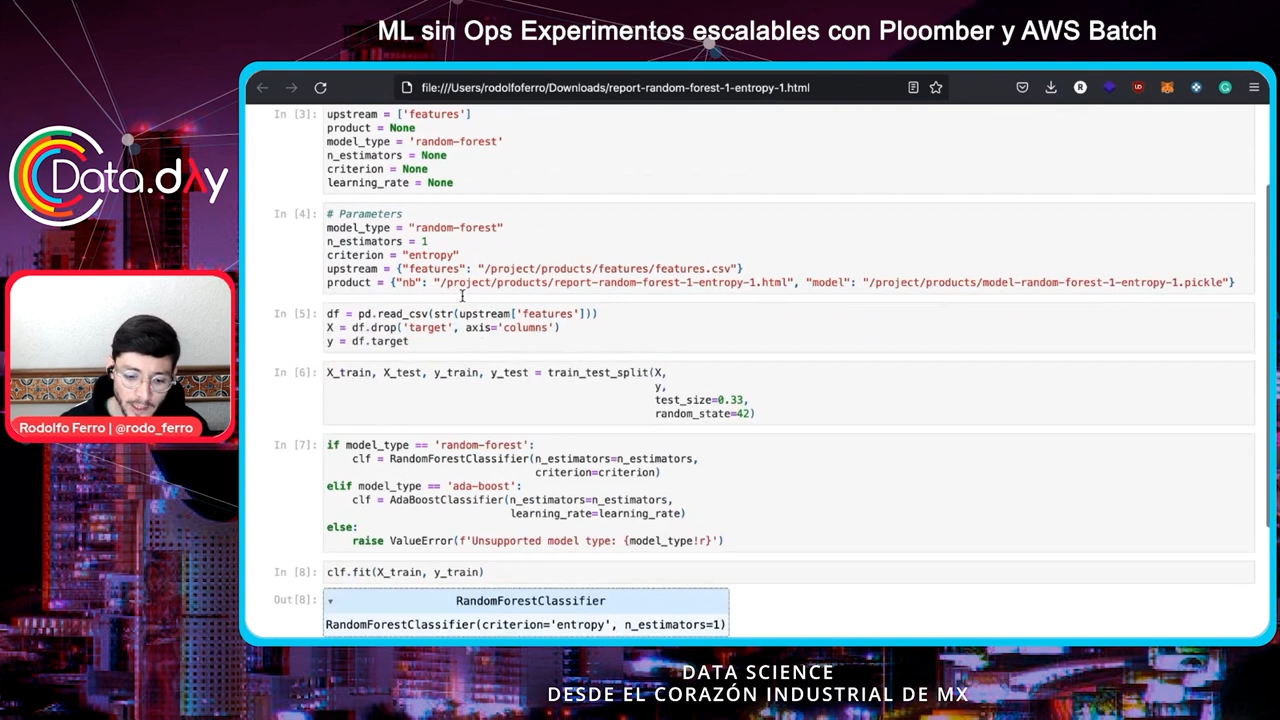 ML sin Ops Experimentos escalables con Ploomber y AWS Batch
file:///Users/rodolfoferro/Downloads/report-random-forest-1-entropy-1.html
Data.dλy
Rodolfo Ferro | @rodo_ferro
In [3]: upstream = ['features']
product = None
model_type = 'random-forest'
n_estimators = None
criterion = None
learning_rate = None
In [4]: # Parameters
model_type = "random-forest"
n_estimators = 1
criterion = "entropy"
upstream = {"features": "/project/products/features/features.csv"}
product = {"nb": "/project/products/report-random-forest-1-entropy-1.html", "model": "/project/products/model-random-forest-1-entropy-1.pickle"}
In [5]: df = pd.read_csv(str(upstream['features']))
X = df.drop('target', axis='columns')
y = df.target
In [6]: X_train, X_test, y_train, y_test = train_test_split(X,
y,
test_size=0.33,
random_state=42)
In [7]: if model_type == 'random-forest':
clf = RandomForestClassifier(n_estimators=n_estimators,
criterion=criterion)
elif model_type == 'ada-boost':
clf = AdaBoostClassifier(n_estimators=n_estimators,
learning_rate=learning_rate)
else:
raise ValueError(f'Unsupported model type: {model_type!r}')
In [8]: clf.fit(X_train, y_train)
Out[8]: RandomForestClassifier
RandomForestClassifier(criterion='entropy', n_estimators=1)
DATA SCIENCE
DESDE EL CORAZÓN INDUSTRIAL DE MX